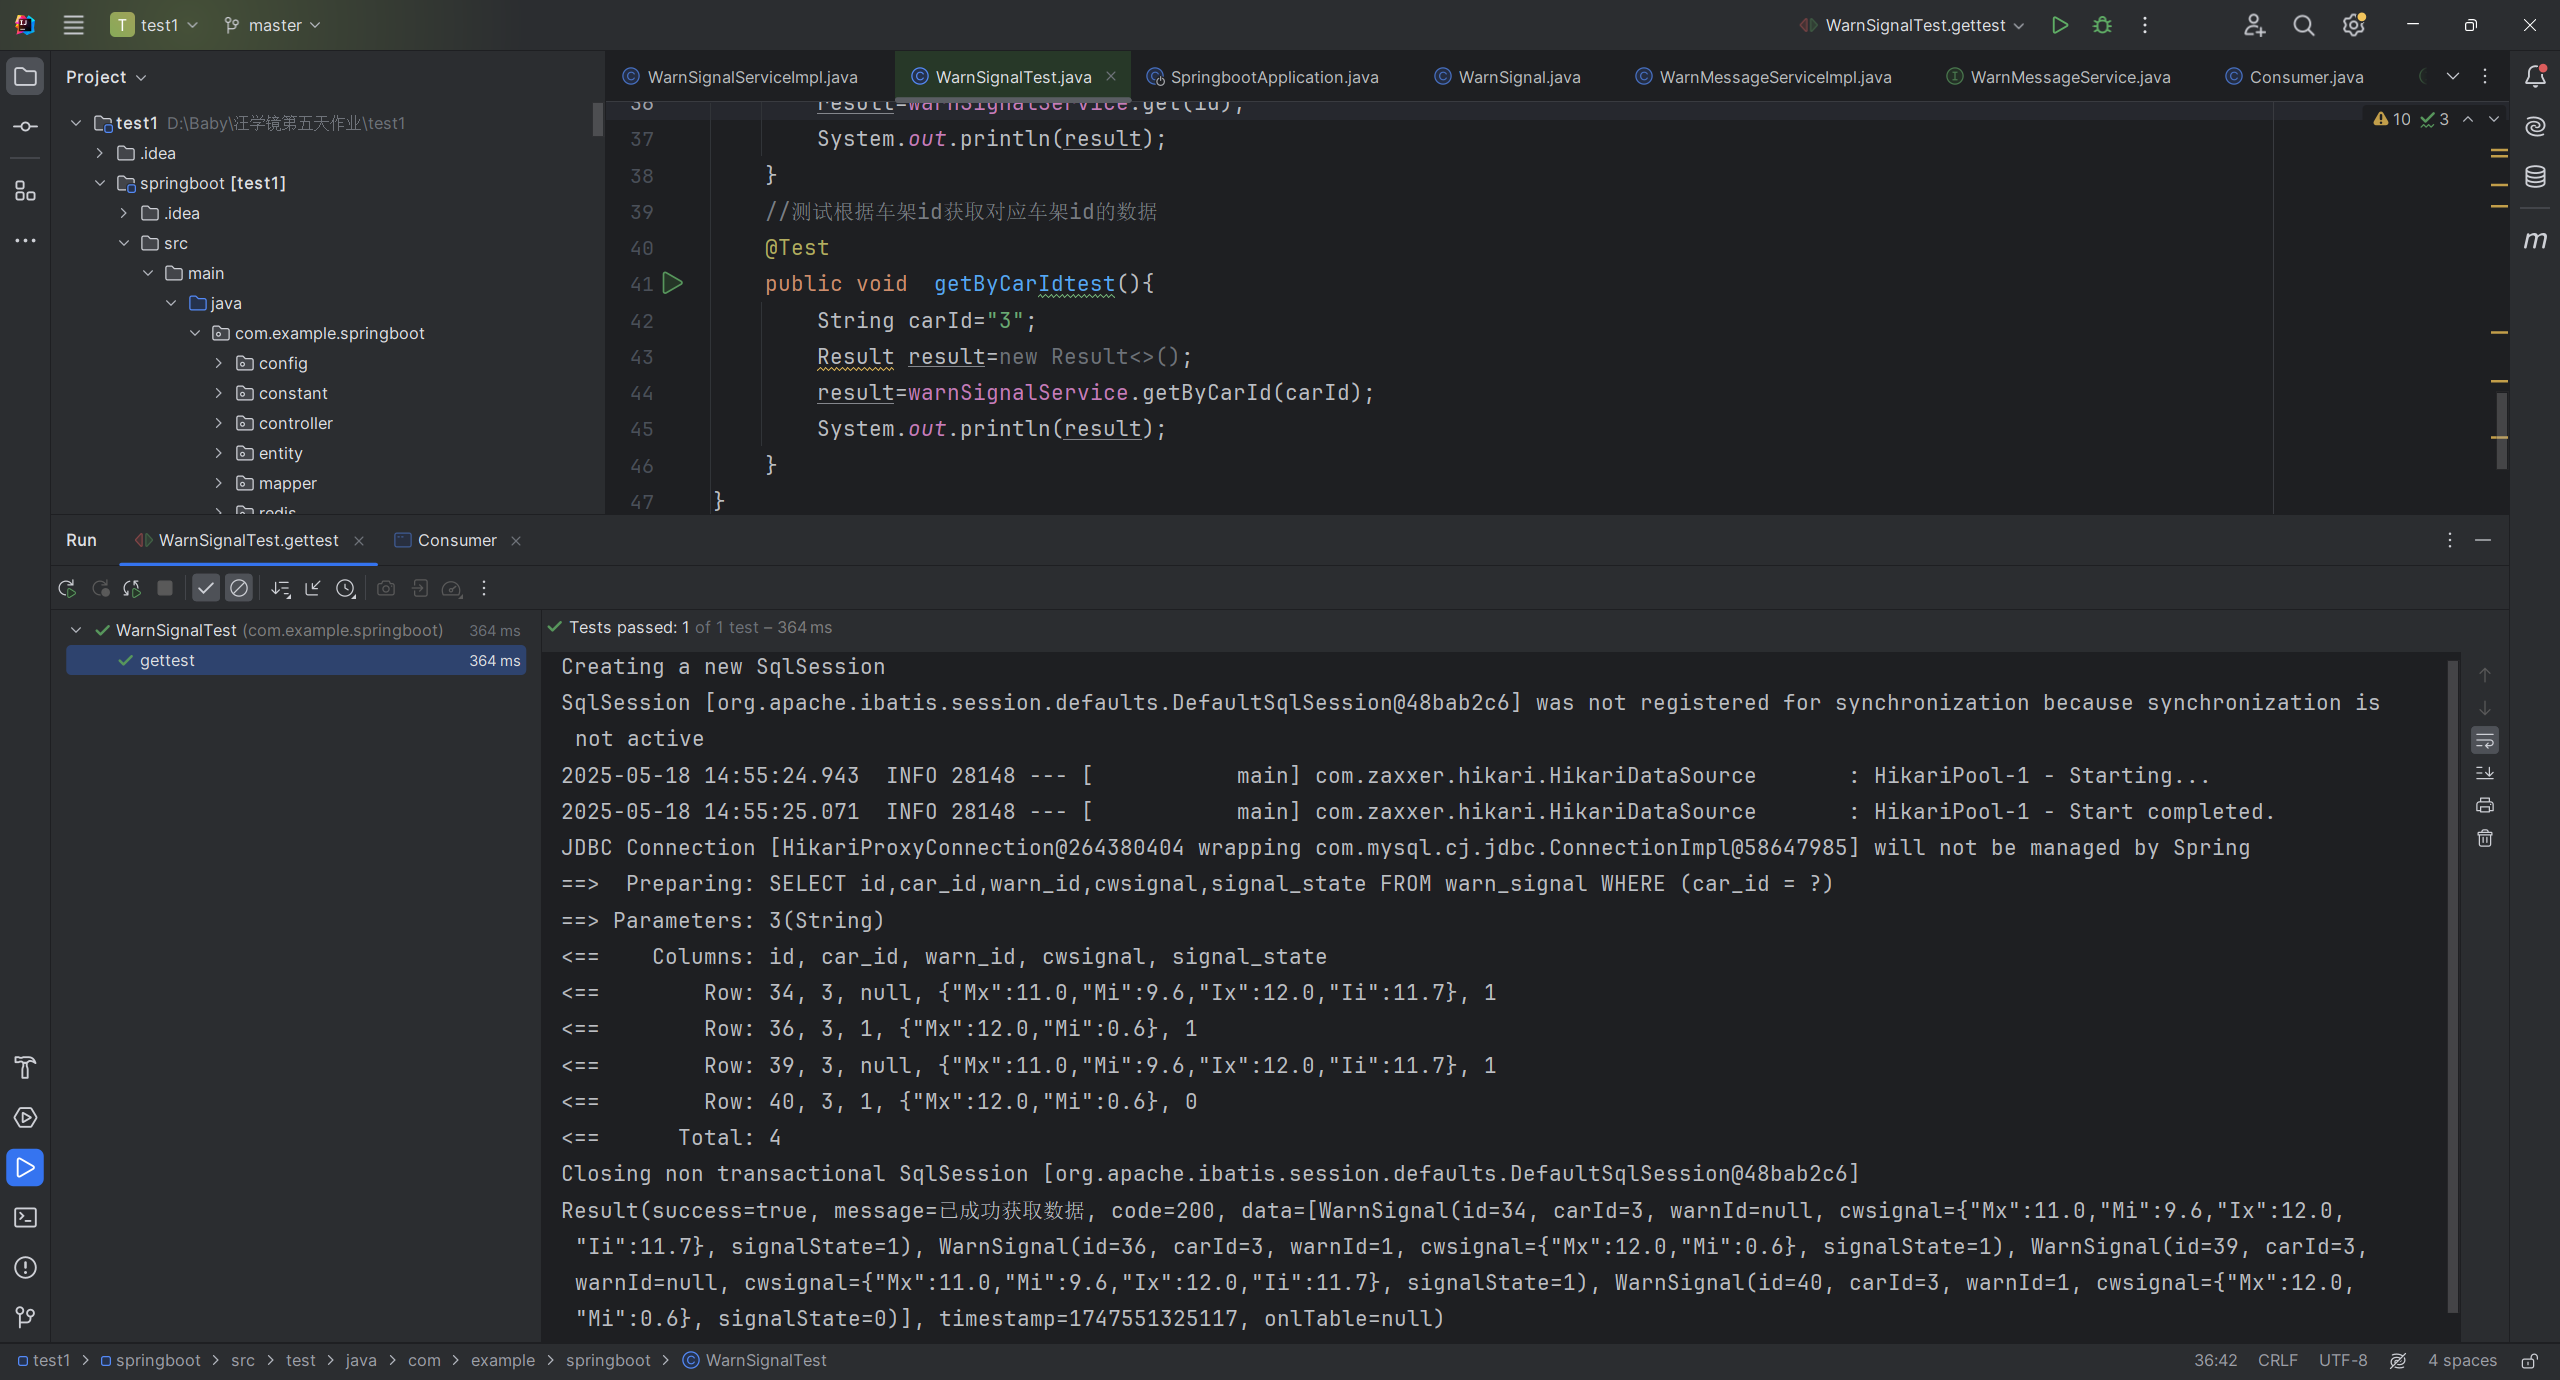 T test1 master WarnSignalTest.gettest
Project
WarnSignalServiceImpl.java WarnSignalTest.java SpringbootApplication.java WarnSignal.java WarnMessageServiceImpl.java WarnMessageService.java Consumer.java
test1 D:\Baby\汪学镜第五天作业\test1
.idea
springboot [test1]
.idea
src
main
java
com.example.springboot
config
constant
controller
entity
mapper
redis
10 3
36 result=warnSignalService.get(id);
37 System.out.println(result);
38 }
39 //测试根据车架id获取对应车架id的数据
40 @Test
41 public void  getByCarIdtest(){
42 String carId="3";
43 Result result=new Result<>();
44 result=warnSignalService.getByCarId(carId);
45 System.out.println(result);
46 }
47 }
Run WarnSignalTest.gettest Consumer
WarnSignalTest (com.example.springboot) 364 ms
gettest 364 ms
Tests passed: 1 of 1 test – 364 ms
Creating a new SqlSession
SqlSession [org.apache.ibatis.session.defaults.DefaultSqlSession@48bab2c6] was not registered for synchronization because synchronization is
not active
2025-05-18 14:55:24.943  INFO 28148 --- [           main] com.zaxxer.hikari.HikariDataSource       : HikariPool-1 - Starting...
2025-05-18 14:55:25.071  INFO 28148 --- [           main] com.zaxxer.hikari.HikariDataSource       : HikariPool-1 - Start completed.
JDBC Connection [HikariProxyConnection@264380404 wrapping com.mysql.cj.jdbc.ConnectionImpl@58647985] will not be managed by Spring
==>  Preparing: SELECT id,car_id,warn_id,cwsignal,signal_state FROM warn_signal WHERE (car_id = ?)
==> Parameters: 3(String)
<==    Columns: id, car_id, warn_id, cwsignal, signal_state
<==        Row: 34, 3, null, {"Mx":11.0,"Mi":9.6,"Ix":12.0,"Ii":11.7}, 1
<==        Row: 36, 3, 1, {"Mx":12.0,"Mi":0.6}, 1
<==        Row: 39, 3, null, {"Mx":11.0,"Mi":9.6,"Ix":12.0,"Ii":11.7}, 1
<==        Row: 40, 3, 1, {"Mx":12.0,"Mi":0.6}, 0
<==      Total: 4
Closing non transactional SqlSession [org.apache.ibatis.session.defaults.DefaultSqlSession@48bab2c6]
Result(success=true, message=已成功获取数据, code=200, data=[WarnSignal(id=34, carId=3, warnId=null, cwsignal={"Mx":11.0,"Mi":9.6,"Ix":12.0,
"Ii":11.7}, signalState=1), WarnSignal(id=36, carId=3, warnId=1, cwsignal={"Mx":12.0,"Mi":0.6}, signalState=1), WarnSignal(id=39, carId=3,
warnId=null, cwsignal={"Mx":11.0,"Mi":9.6,"Ix":12.0,"Ii":11.7}, signalState=1), WarnSignal(id=40, carId=3, warnId=1, cwsignal={"Mx":12.0,
"Mi":0.6}, signalState=0)], timestamp=1747551325117, onlTable=null)
test1 > springboot > src > test > java > com > example > springboot > WarnSignalTest 36:42 CRLF UTF-8 4 spaces